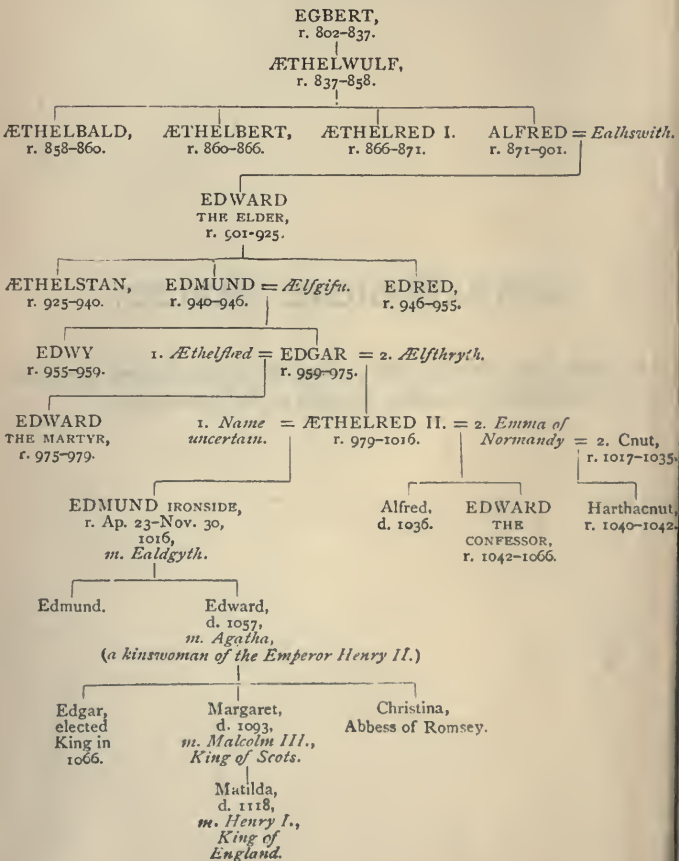 EGBERT,
r. 802-837.
ÆTHELWULF,
r. 837-858.
ÆTHELBALD, ÆTHELBERT, ÆTHELRED I. ALFRED = Ealhswith.
r. 858-860. r. 860-866. r. 866-871. r. 871-901.
EDWARD
THE ELDER,
r. 901-925.
ÆTHELSTAN, EDMUND = Ælfgifu. EDRED,
r. 925-940. r. 940-946. r. 946-955.
EDWY 1. Æthelflæd = EDGAR = 2. Ælfthryth.
r. 955-959. r. 959-975.
EDWARD 1. Name = ÆTHELRED II. = 2. Emma of
THE MARTYR, uncertain. r. 979-1016. Normandy = 2. Cnut,
r. 975-979. r. 1017-1035.
EDMUND IRONSIDE, Alfred, EDWARD Harthacnut,
r. Ap. 23-Nov. 30, d. 1036. THE r. 1040-1042.
1016, CONFESSOR,
m. Ealdgyth. r. 1042-1066.
Edmund. Edward,
d. 1057,
m. Agatha,
(a kinswoman of the Emperor Henry II.)
Edgar, Margaret, Christina,
elected d. 1093, Abbess of Romsey.
King in m. Malcolm III.,
1066. King of Scots.
Matilda,
d. 1118,
m. Henry I.,
King of
England.